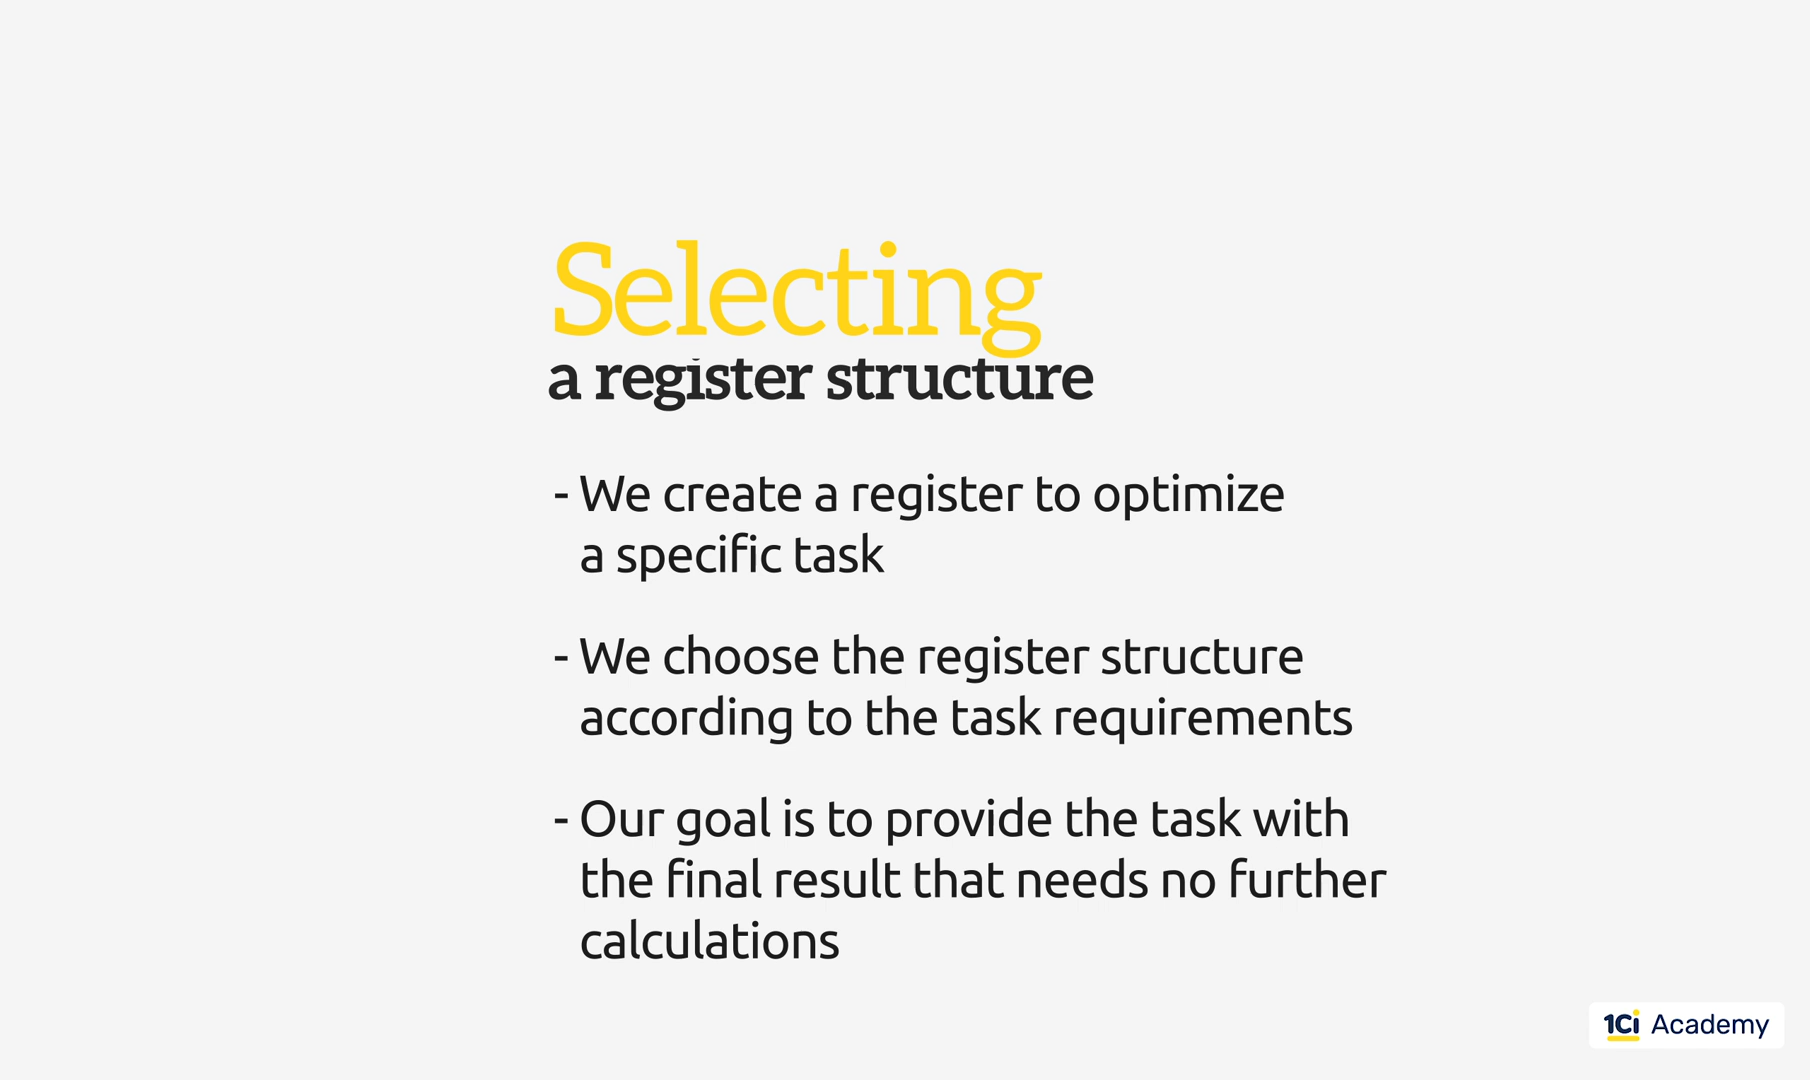 Selecting
a register structure
- We create a register to optimize
a specific task
- We choose the register structure
according to the task requirements
- Our goal is to provide the task with
the final result that needs no further
calculations
1Ci Academy